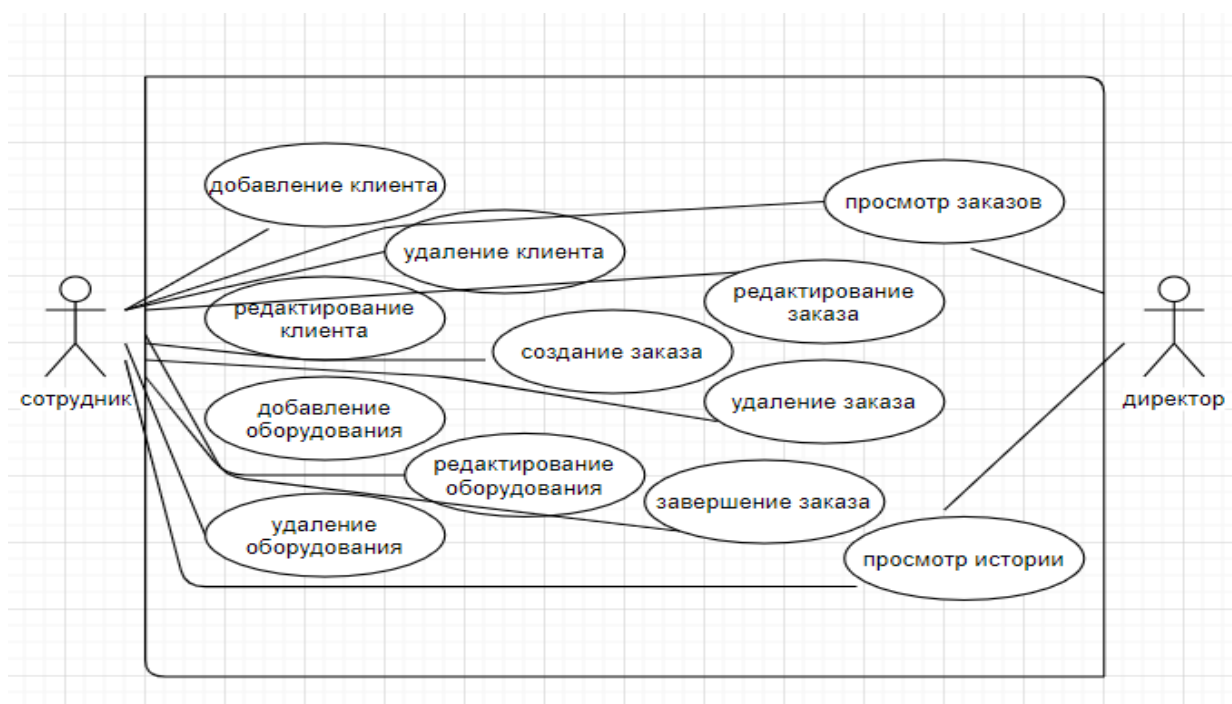 добавление клиента
просмотр заказов
удаление клиента
редактирование
заказа
редактирование
клиента
создание заказа
сотрудник
директор
добавление
оборудования
удаление заказа
редактирование
оборудования
завершение заказа
удаление
оборудования
просмотр истории